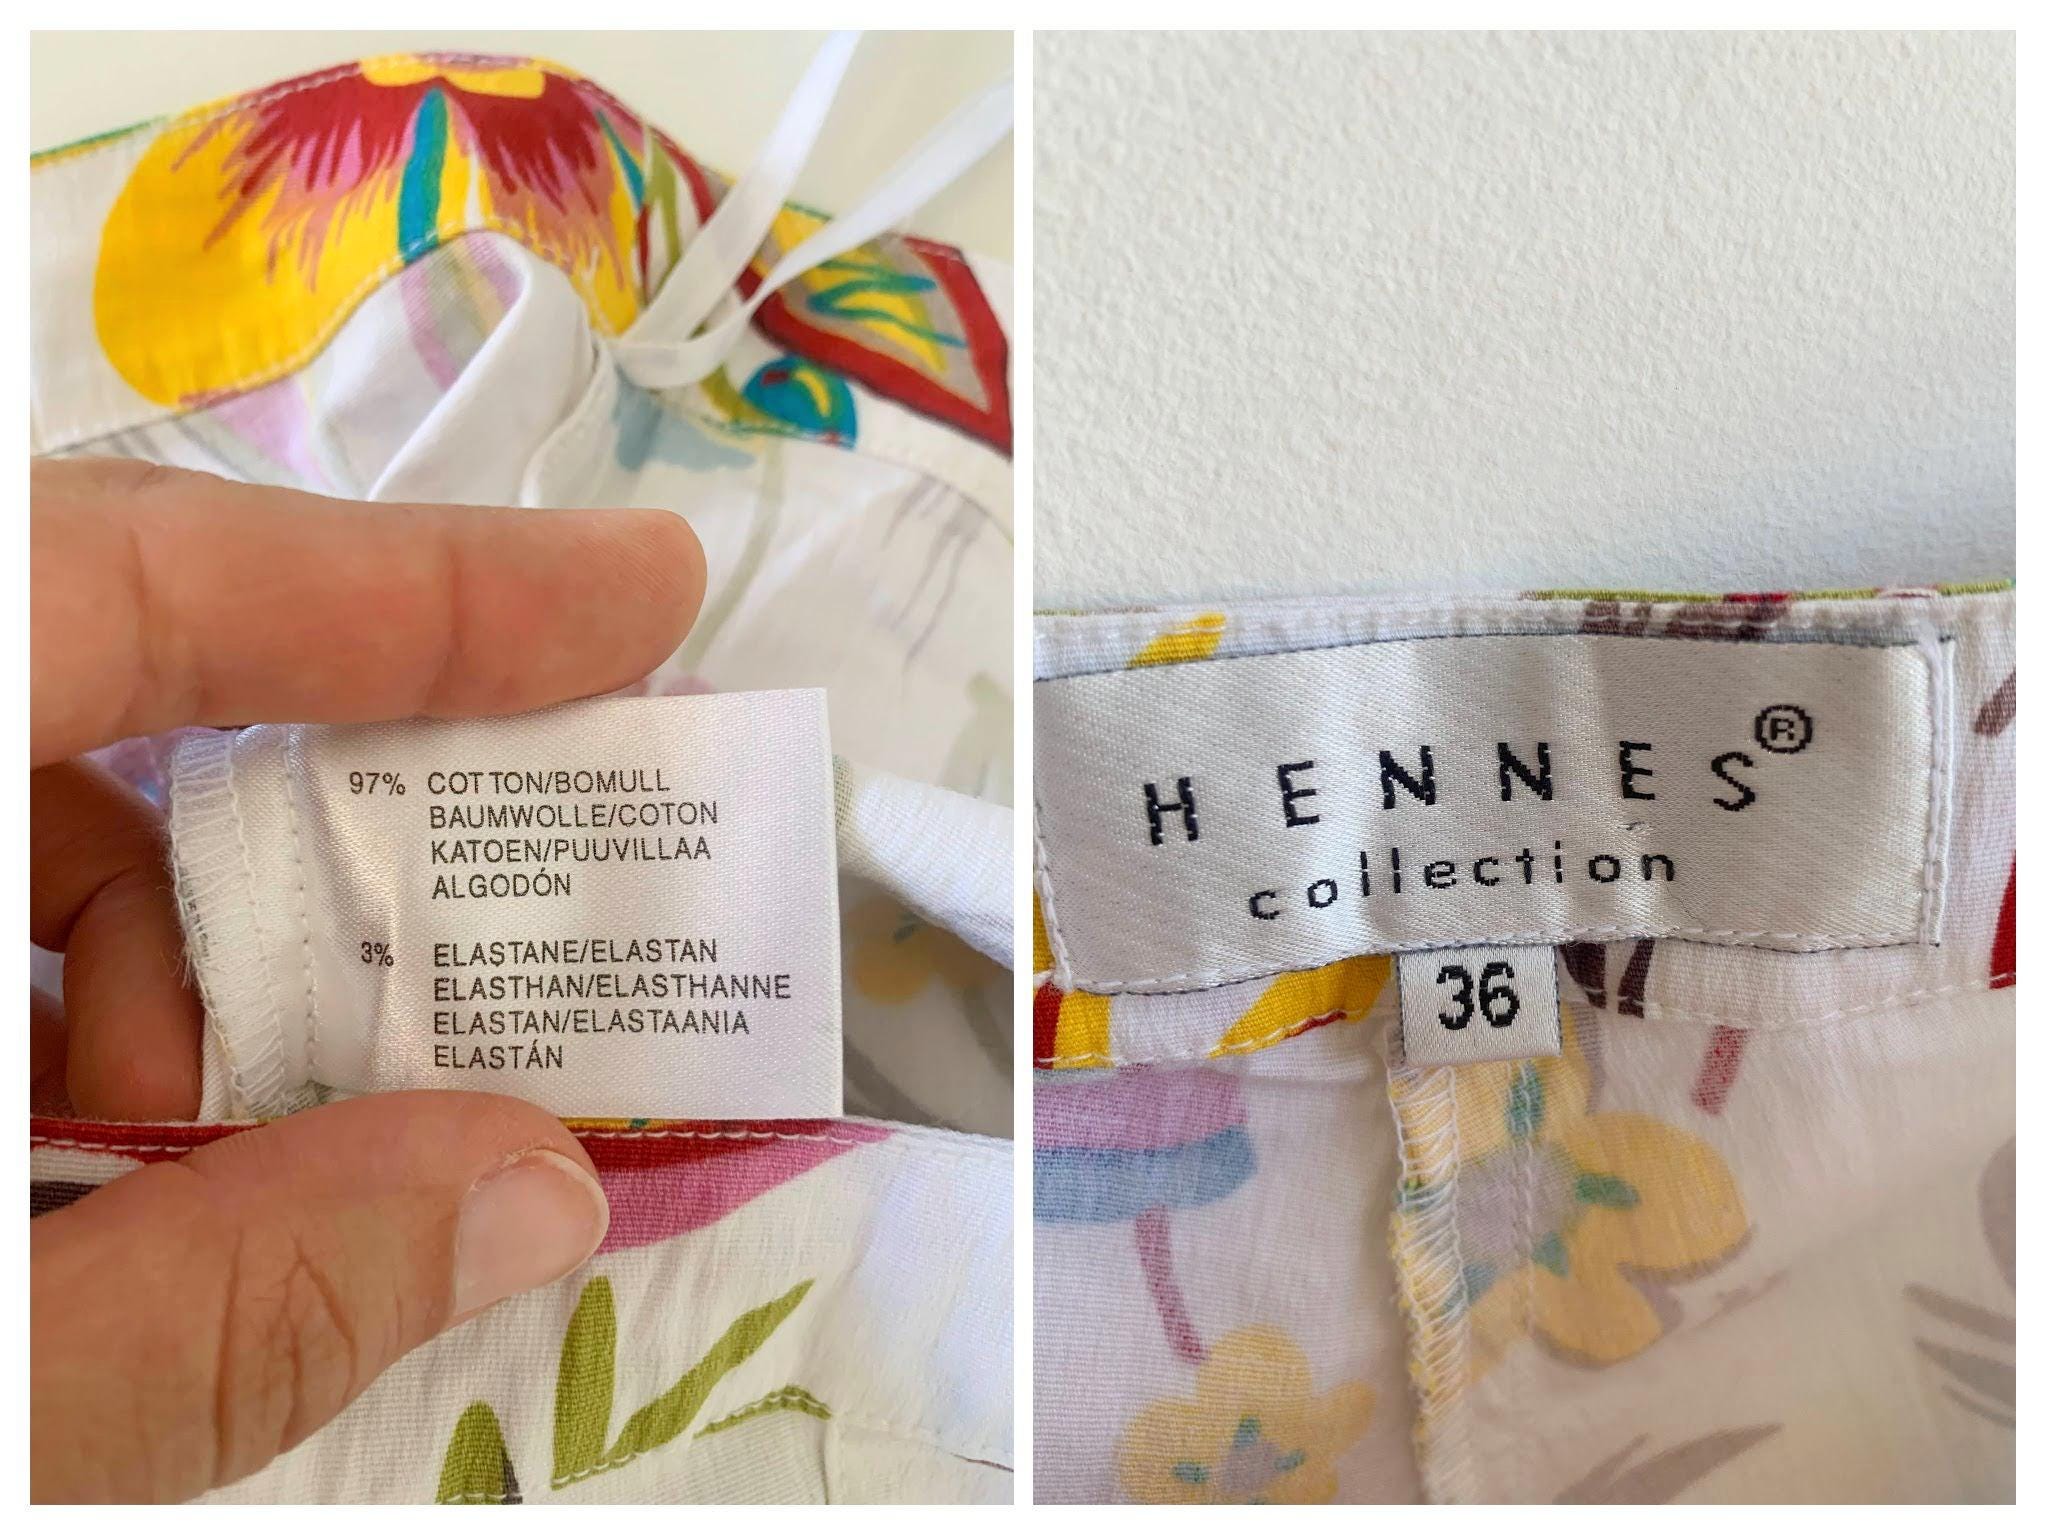 97% COTTON/BOMULL
BAUMWOLLE/COTON
KATOEN/PUUVILLAA
ALGODÓN
3% ELASTANE/ELASTAN
ELASTHAN/ELASTHANNE
ELASTAN/ELASTAANIA
ELASTÁN
HENNES®
collection
36